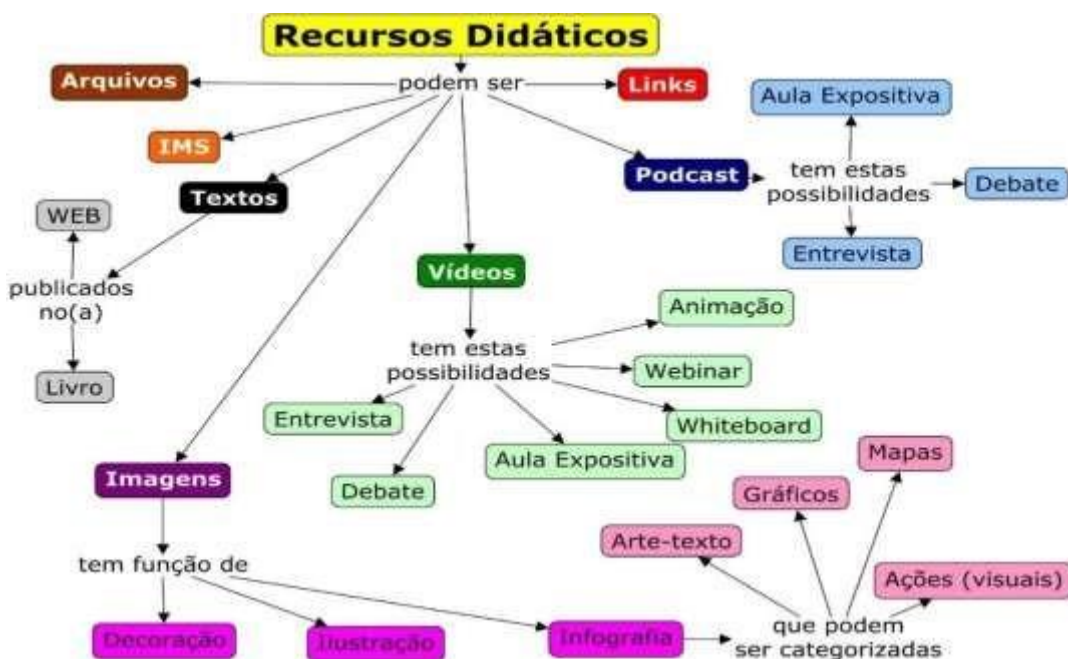 Recursos Didáticos
Arquivos
podem ser
Links
IMS
Textos
Podcast
Aula Expositiva
tem estas
possibilidades
Debate
Entrevista
WEB
publicados
no(a)
Livro
Vídeos
tem estas
possibilidades
Animação
Webinar
Whiteboard
Entrevista
Debate
Aula Expositiva
Imagens
tem função de
Decoração
Ilustração
Infografia
que podem
ser categorizadas
Arte-texto
Gráficos
Mapas
Ações (visuais)